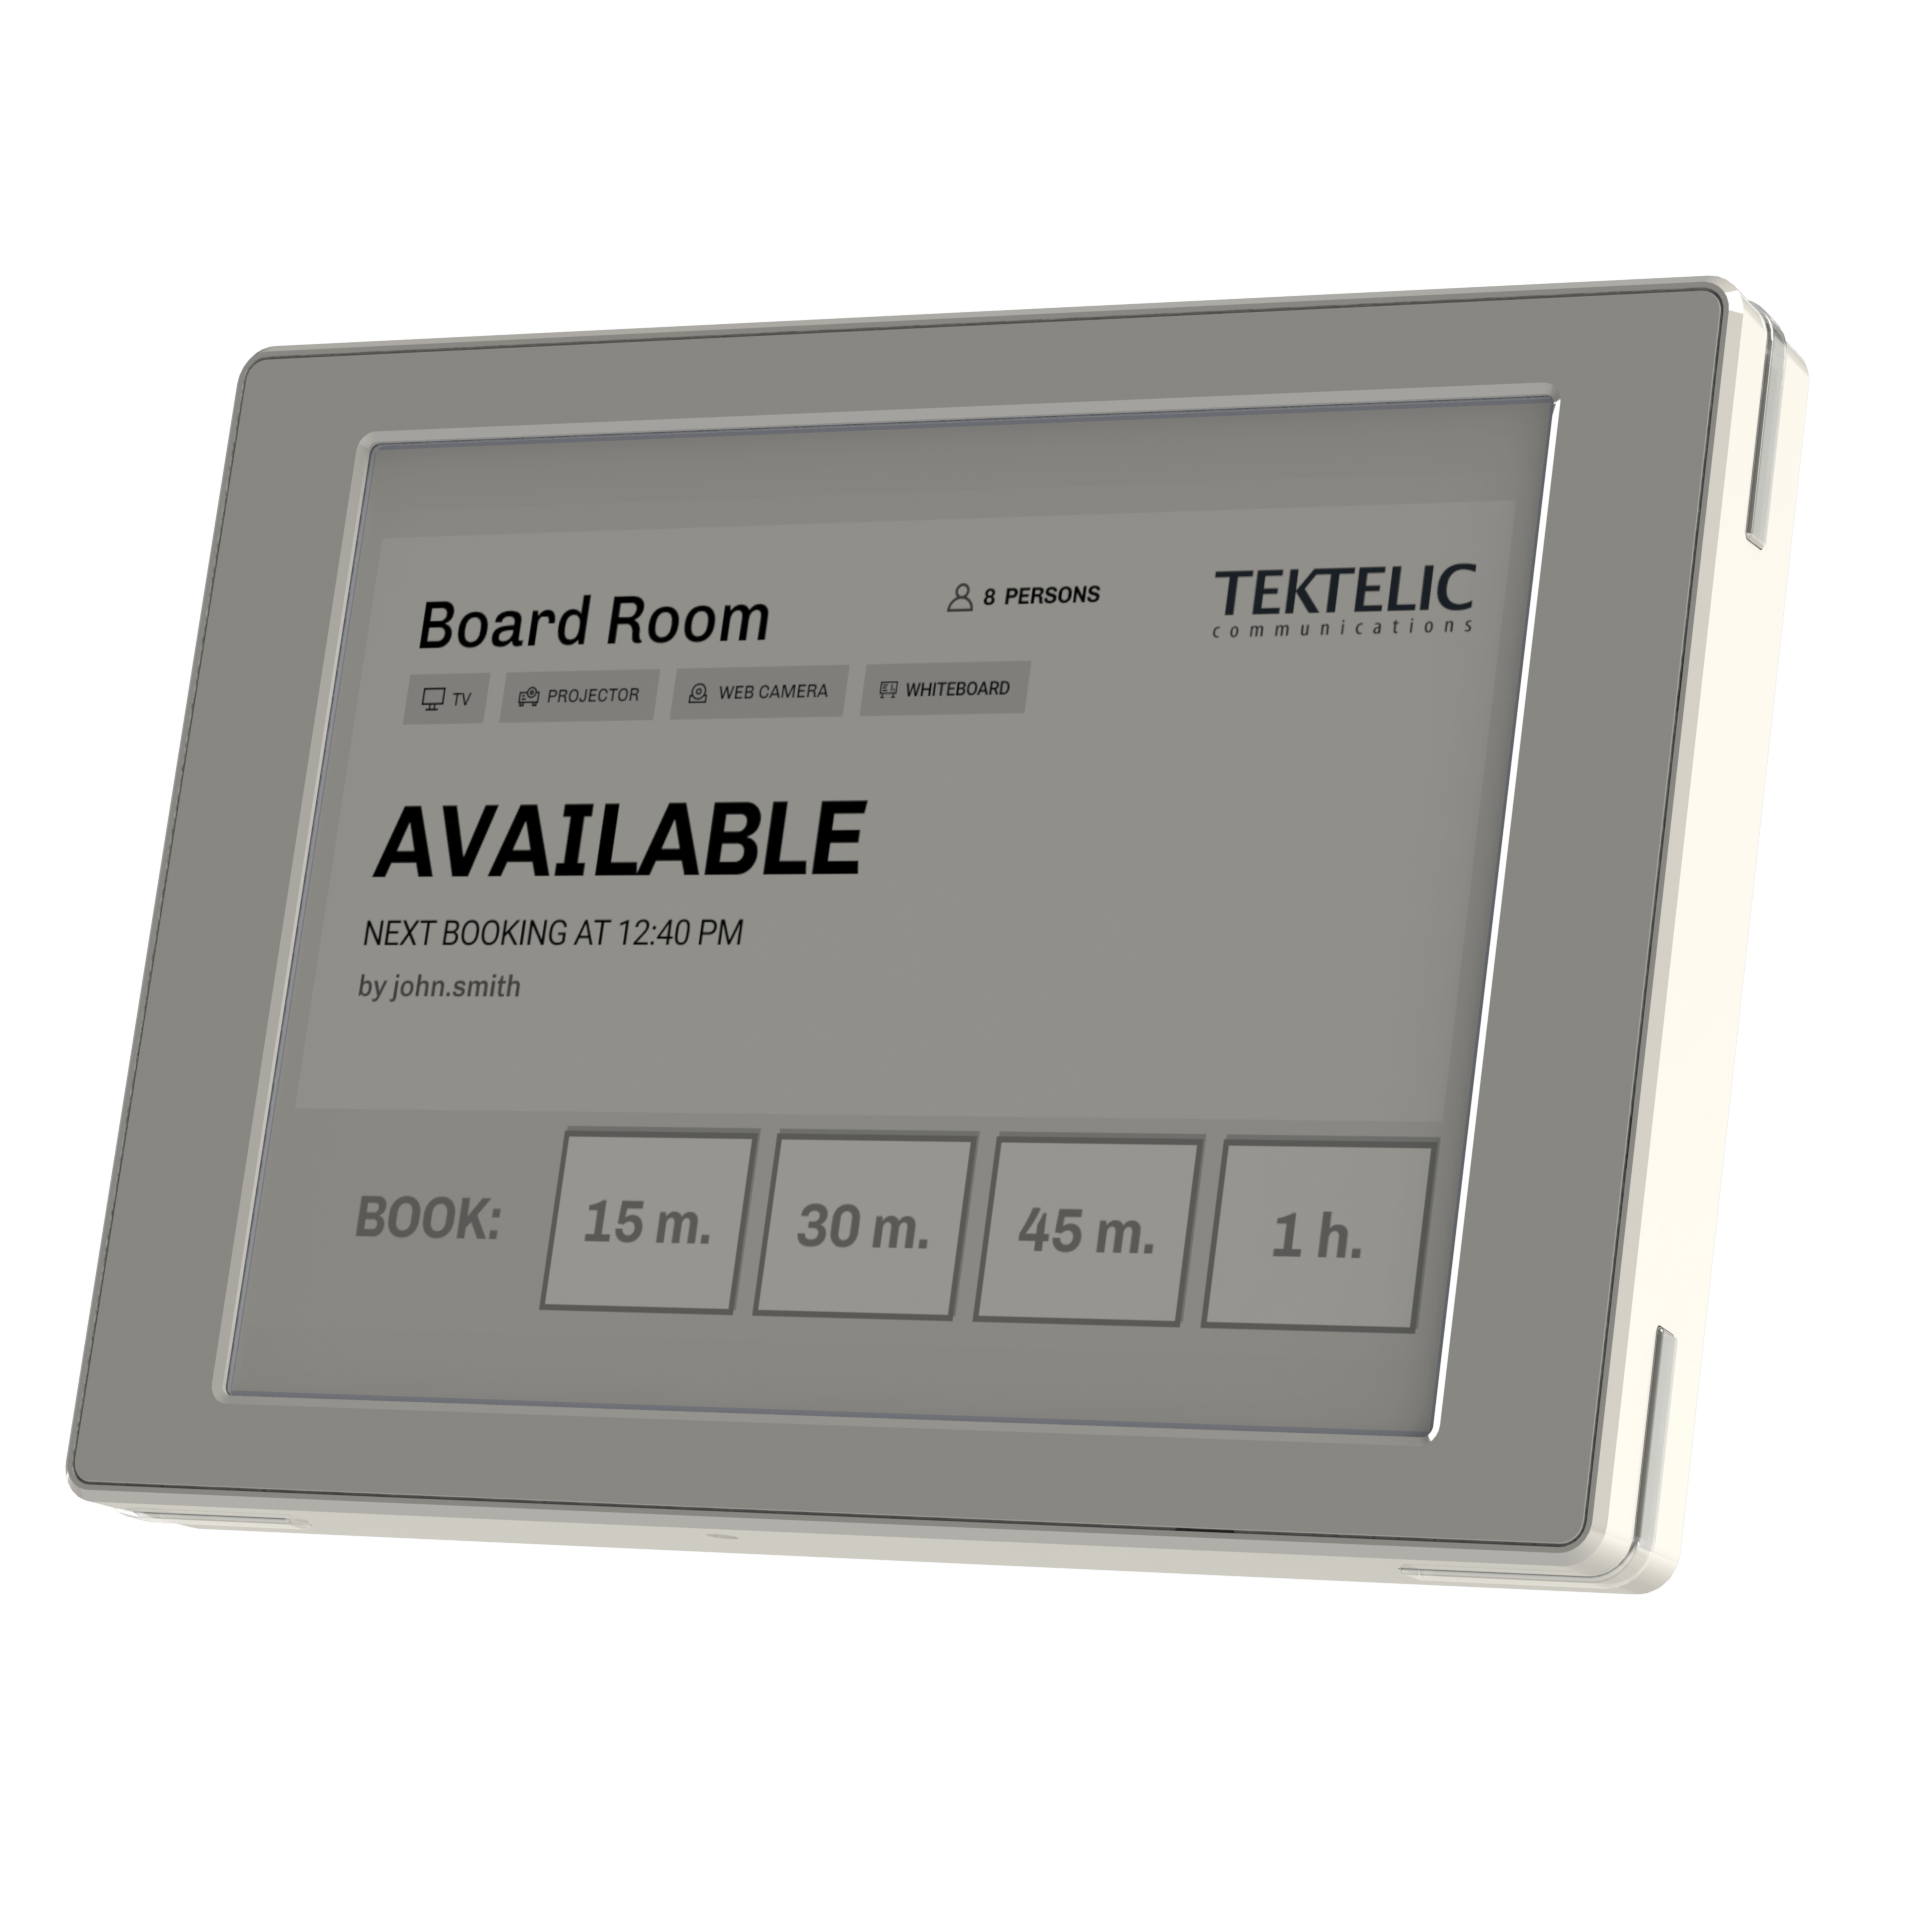 Board Room
8 PERSONS
TEKTELIC
communications
TV
PROJECTOR
WEB CAMERA
WHITEBOARD
AVAILABLE
NEXT BOOKING AT 12:40 PM
by john.smith
BOOK:
15 m.
30 m.
45 m.
1 h.